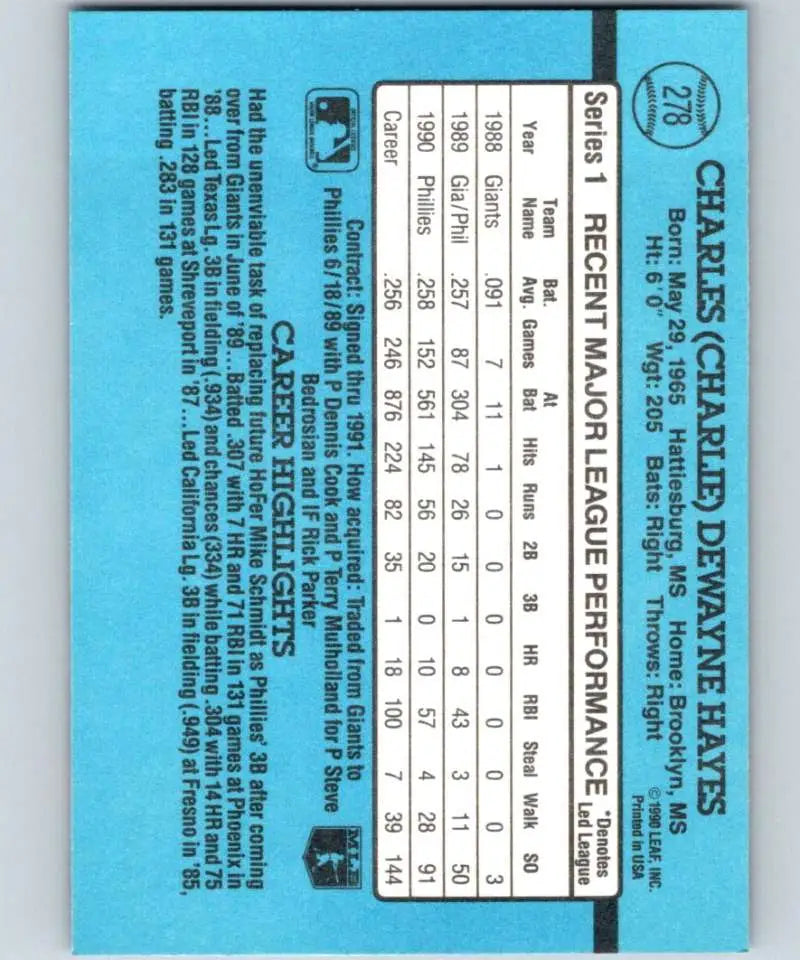 278
CHARLES (CHARLIE) DEWAYNE HAYES
Born: May 29, 1965 Hattiesburg, MS Home: Brooklyn, MS
Ht: 6'0" Wgt: 205 Bats: Right Throws: Right
©1990 LEAF, INC.
Printed in USA
Series 1 RECENT MAJOR LEAGUE PERFORMANCE *Denotes
Led League
Team Bat. At
Year Name Avg. Games Bat Hits Runs 2B 3B HR RBI Steal Walk SO
1988 Giants .091 7 11 1 0 0 0 0 0 0 0 3
1989 Gia/Phil .257 87 304 78 26 15 1 8 43 3 11 50
1990 Phillies .258 152 561 145 56 20 0 10 57 4 28 91
Career .256 246 876 224 82 35 1 18 100 7 39 144
Contract: Signed thru 1991. How acquired: Traded from Giants to
Phillies 6/18/89 with P Dennis Cook and P Terry Mulholland for P Steve
Bedrosian and IF Rick Parker
MLB
CAREER HIGHLIGHTS
Had the unenviable task of replacing future HoFer Mike Schmidt as Phillies' 3B after coming
over from Giants in June of '89...Batted .307 with 7 HR and 71 RBI in 131 games at Phoenix in
'88...Led Texas Lg. 3B in fielding (.934) and chances (334) while batting .304 with 14 HR and 75
RBI in 128 games at Shreveport in '87...Led California Lg. 3B in fielding (.949) at Fresno in '85,
batting .283 in 131 games.